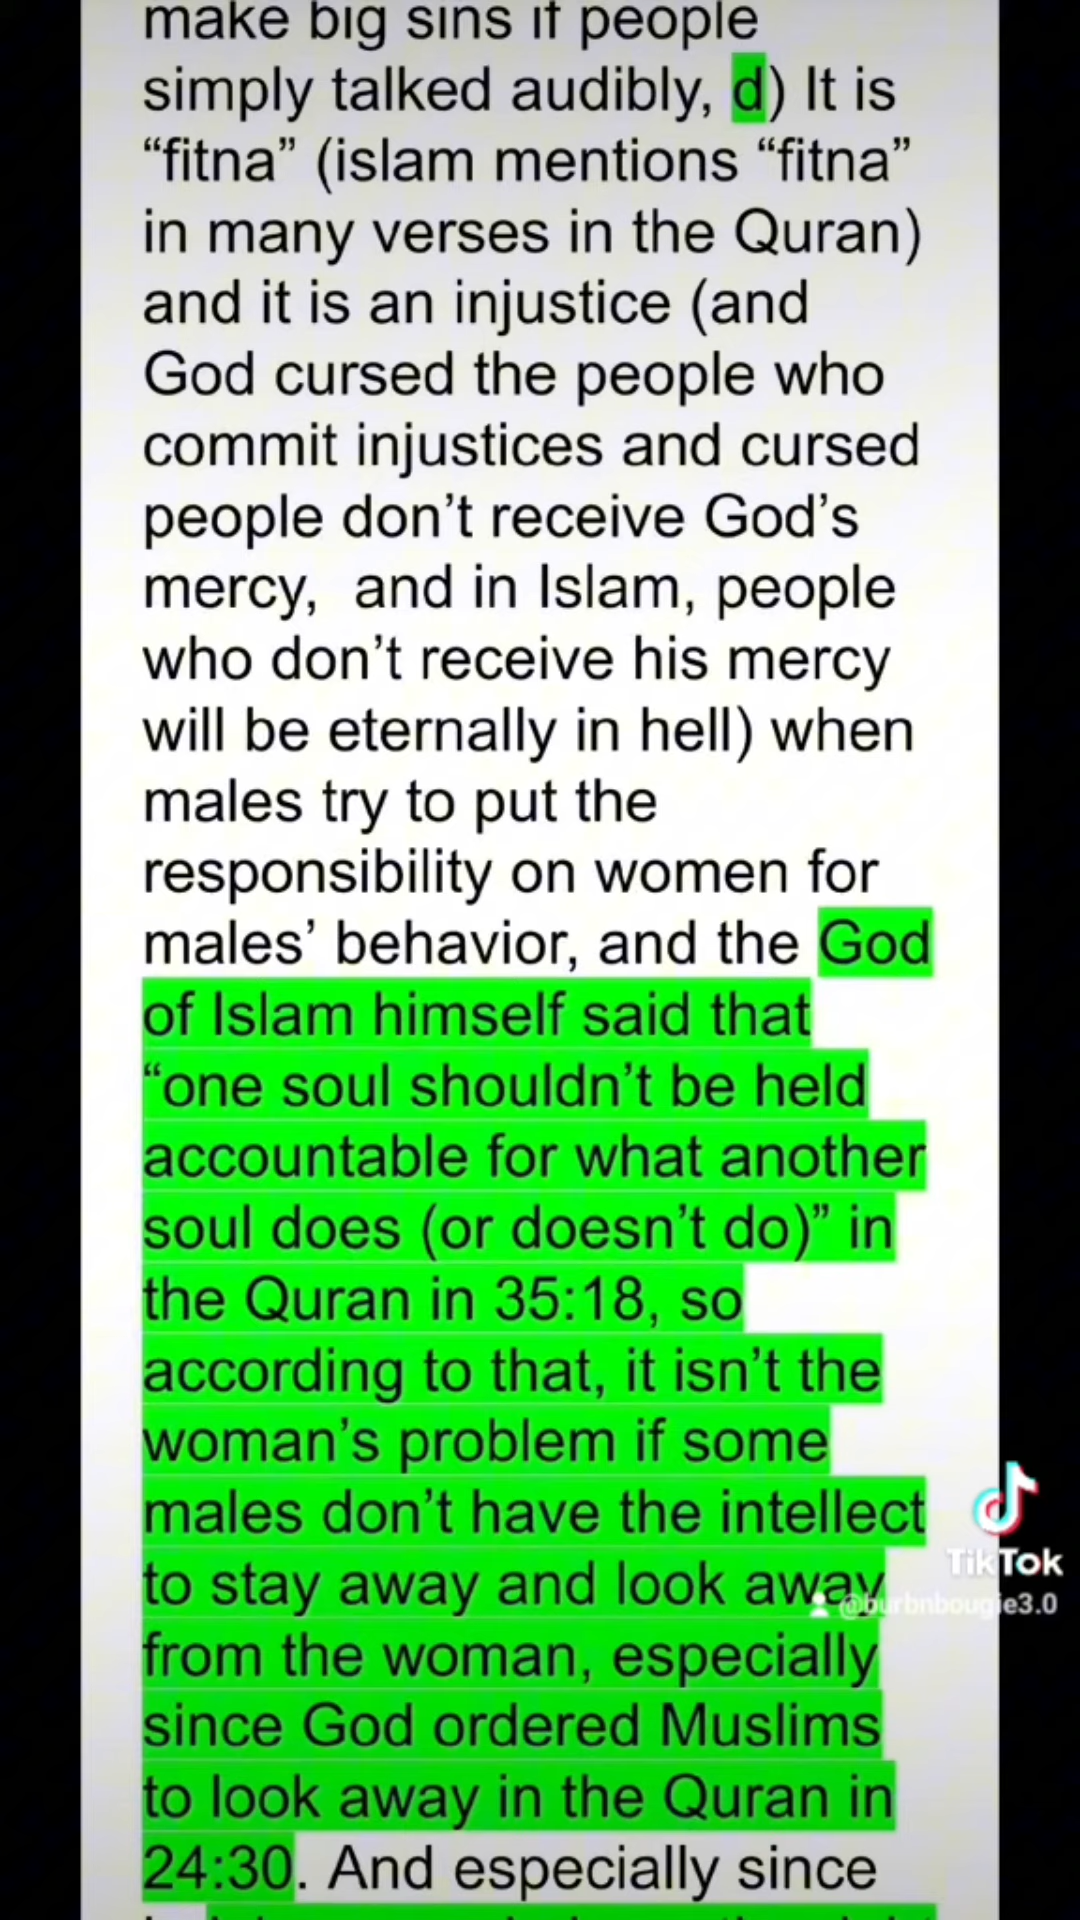 make big sins if people
simply talked audibly, d) It is
“fitna” (islam mentions “fitna”
in many verses in the Quran)
and it is an injustice (and
God cursed the people who
commit injustices and cursed
people don’t receive God’s
mercy,  and in Islam, people
who don’t receive his mercy
will be eternally in hell) when
males try to put the
responsibility on women for
males’ behavior, and the God
of Islam himself said that
“one soul shouldn’t be held
accountable for what another
soul does (or doesn’t do)” in
the Quran in 35:18, so
according to that, it isn’t the
woman’s problem if some
males don’t have the intellect
to stay away and look away
from the woman, especially
since God ordered Muslims
to look away in the Quran in
24:30. And especially since
TikTok
@burbnbougie3.0